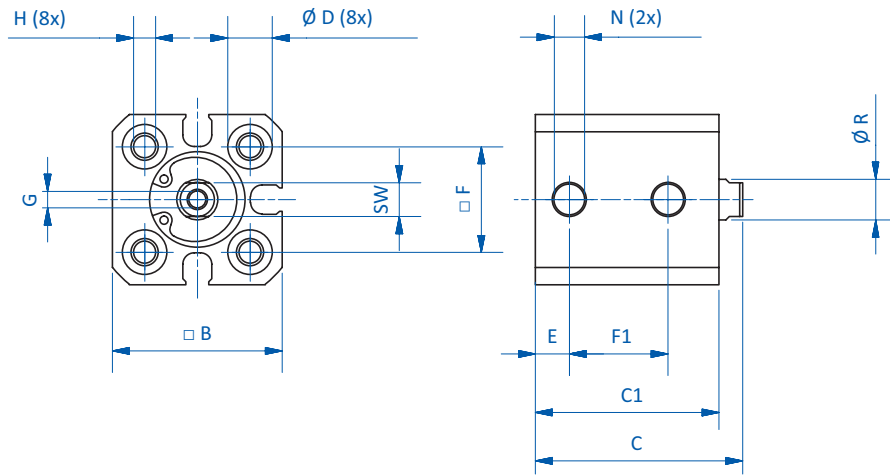 H (8x)
Ø D (8x)
N (2x)
Ø R
G
SW
□ F
□ B
E
F1
C1
C